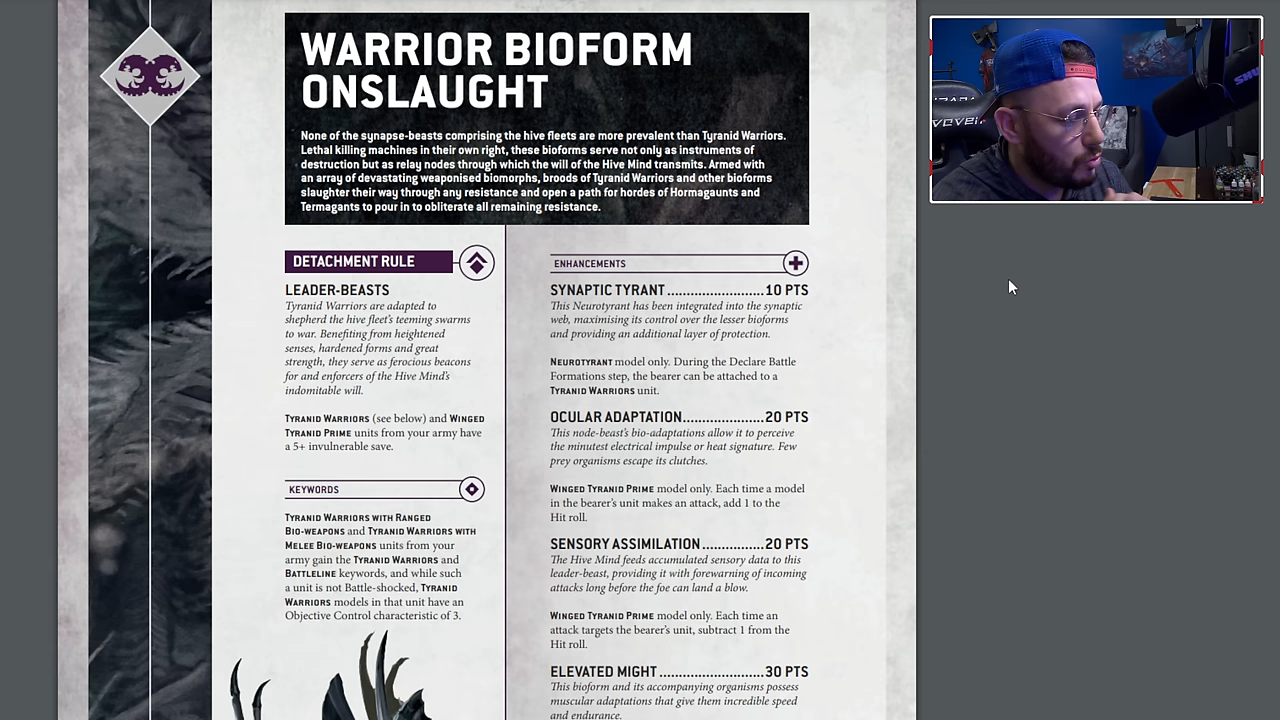 WARRIOR BIOFORM
ONSLAUGHT
None of the synapse-beasts comprising the hive fleets are more prevalent than Tyranid Warriors.
Lethal killing machines in their own right, these bioforms serve not only as instruments of
destruction but as relay nodes through which the will of the Hive Mind transmits. Armed with
an array of devastating weaponised biomorphs, broods of Tyranid Warriors and other bioforms
slaughter their way through any resistance and open a path for hordes of Hormagaunts and
Termagants to pour in to obliterate all remaining resistance.
DETACHMENT RULE
LEADER-BEASTS
Tyranid Warriors are adapted to
shepherd the hive fleet's teeming swarms
to war. Benefiting from heightened
senses, hardened forms and great
strength, they serve as ferocious beacons
for and enforcers of the Hive Mind's
indomitable will.
TYRANID WARRIORS (see below) and WINGED
TYRANID PRIME units from your army have
a 5+ invulnerable save.
KEYWORDS
TYRANID WARRIORS WITH RANGED
BIO-WEAPONS and TYRANID WARRIORS WITH
MELEE BIO-WEAPONS units from your
army gain the TYRANID WARRIORS and
BATTLELINE keywords, and while such
a unit is not Battle-shocked, TYRANID
WARRIORS models in that unit have an
Objective Control characteristic of 3.
ENHANCEMENTS
SYNAPTIC TYRANT.......................10 PTS
This Neurotyrant has been integrated into the synaptic
web, maximising its control over the lesser bioforms
and providing an additional layer of protection.
NEUROTYRANT model only. During the Declare Battle
Formations step, the bearer can be attached to a
TYRANID WARRIORS unit.
OCULAR ADAPTATION...................20 PTS
This node-beast's bio-adaptations allow it to perceive
the minutest electrical impulse or heat signature. Few
prey organisms escape its clutches.
WINGED TYRANID PRIME model only. Each time a model
in the bearer's unit makes an attack, add 1 to the
Hit roll.
SENSORY ASSIMILATION...............20 PTS
The Hive Mind feeds accumulated sensory data to this
leader-beast, providing it with forewarning of incoming
attacks long before the foe can land a blow.
WINGED TYRANID PRIME model only. Each time an
attack targets the bearer's unit, subtract 1 from the
Hit roll.
ELEVATED MIGHT.........................30 PTS
This bioform and its accompanying organisms possess
muscular adaptations that give them incredible speed
and endurance.